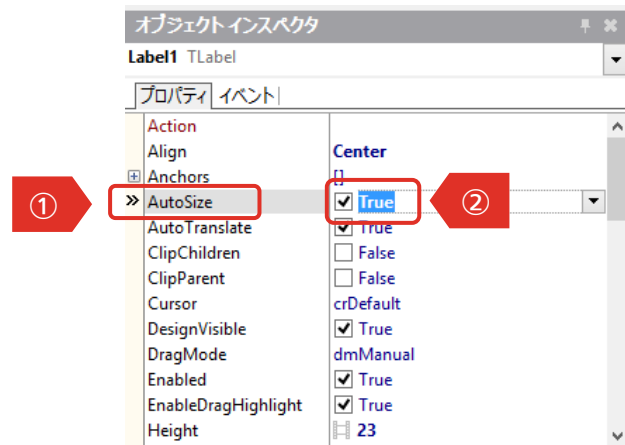 オブジェクト インスペクタ
Label1 TLabel
プロパティ イベント
Action
Align Center
Anchors []
① AutoSize True ②
AutoTranslate True
ClipChildren False
ClipParent False
Cursor crDefault
DesignVisible True
DragMode dmManual
Enabled True
EnableDragHighlight True
Height 23